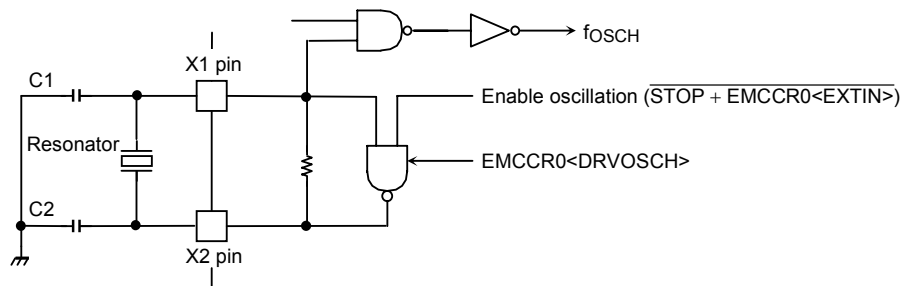 fOSCH
X1 pin
C1
Enable oscillation (STOP + EMCCR0<EXTIN>)
Resonator
EMCCR0<DRVOSCH>
C2
X2 pin